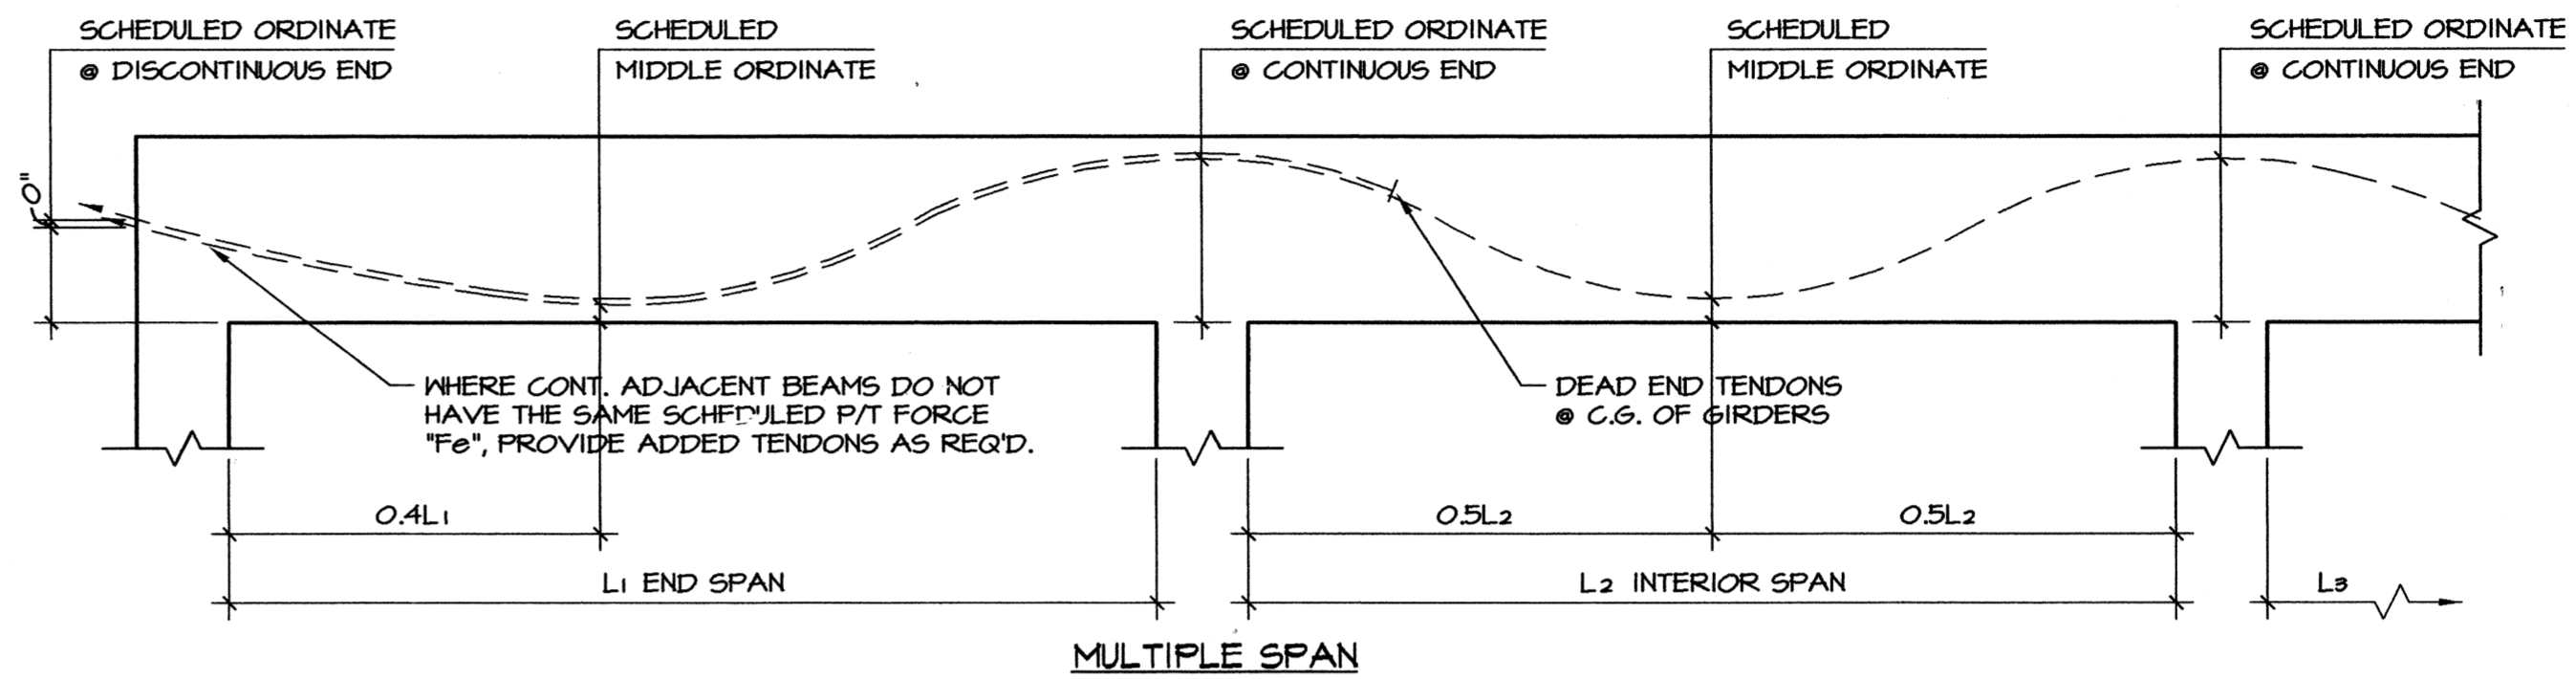 SCHEDULED ORDINATE
@ DISCONTINUOUS END
SCHEDULED
MIDDLE ORDINATE
SCHEDULED ORDINATE
@ CONTINUOUS END
SCHEDULED
MIDDLE ORDINATE
SCHEDULED ORDINATE
@ CONTINUOUS END
0"
WHERE CONT. ADJACENT BEAMS DO NOT
HAVE THE SAME SCHEDULED P/T FORCE
"Fe", PROVIDE ADDED TENDONS AS REQ'D.
DEAD END TENDONS
@ C.G. OF GIRDERS
0.4L1
0.5L2
0.5L2
L1 END SPAN
L2 INTERIOR SPAN
L3
MULTIPLE SPAN